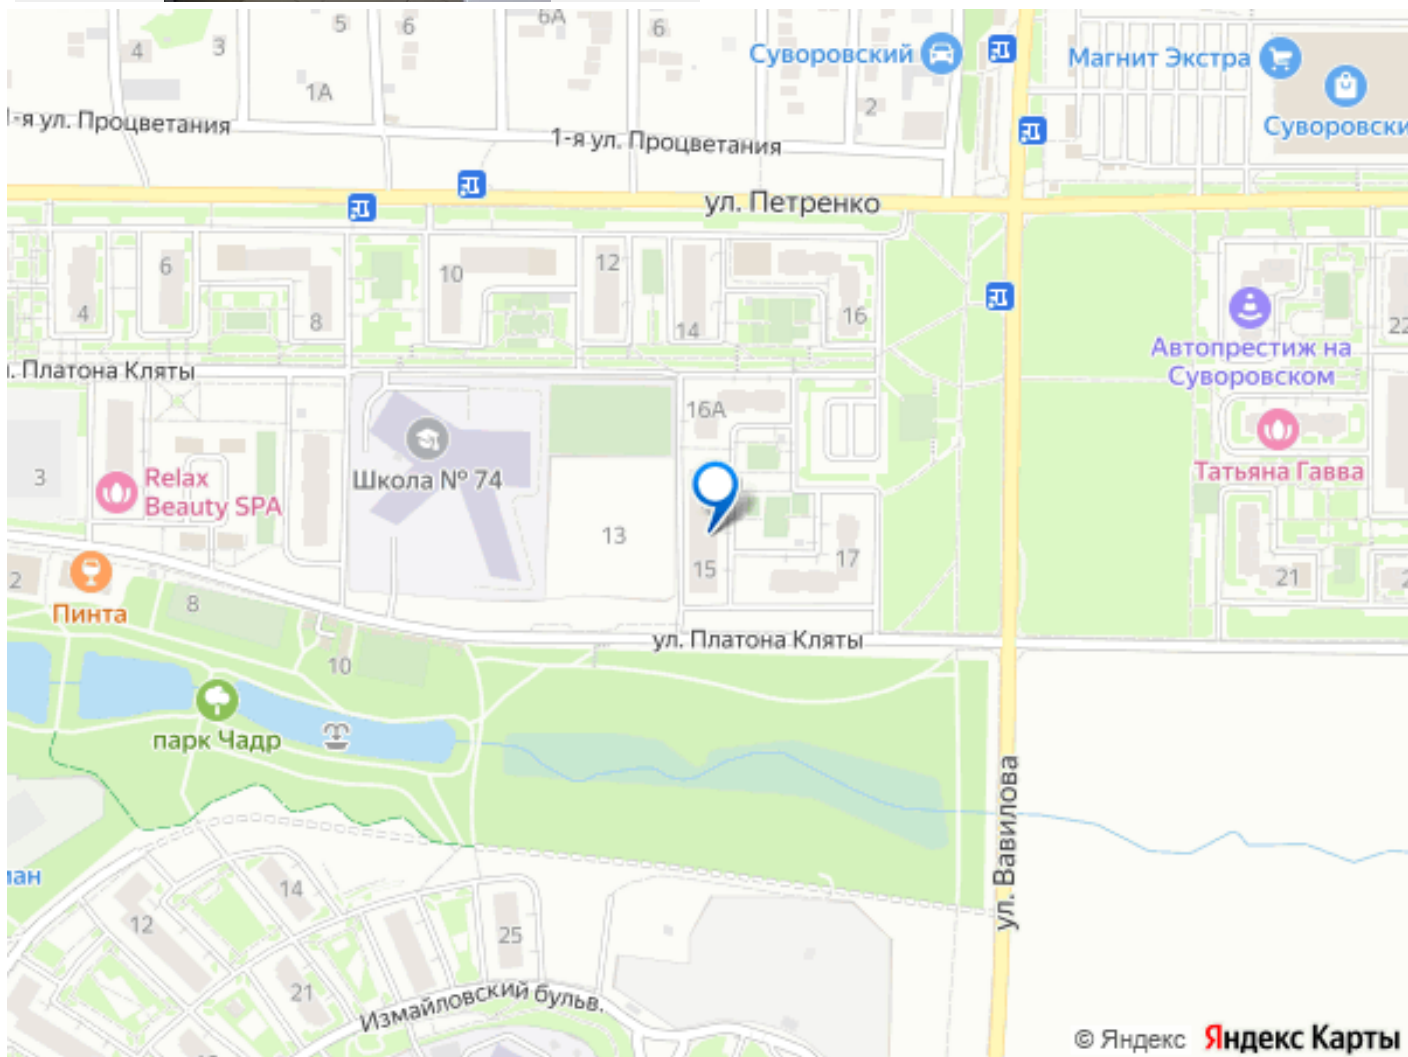 5
6
6А
6
4
3
Суворовский
Магнит Экстра
1А
2
Суворовски
1-я ул. Процветания
1-я ул. Процветания
ул. Петренко
6
10
12
4
8
14
16
22
Автопрестиж на
Суворовском
. Платона Кляты
16А
3
Relax
Beauty SPA
Школа № 74
Татьяна Гавва
13
15
17
2
21
2
Пинта
8
ул. Платона Кляты
10
парк Чадр
ул. Вавилова
ан
14
12
25
21
Измайловский бульв.
© Яндекс Яндекс Карты